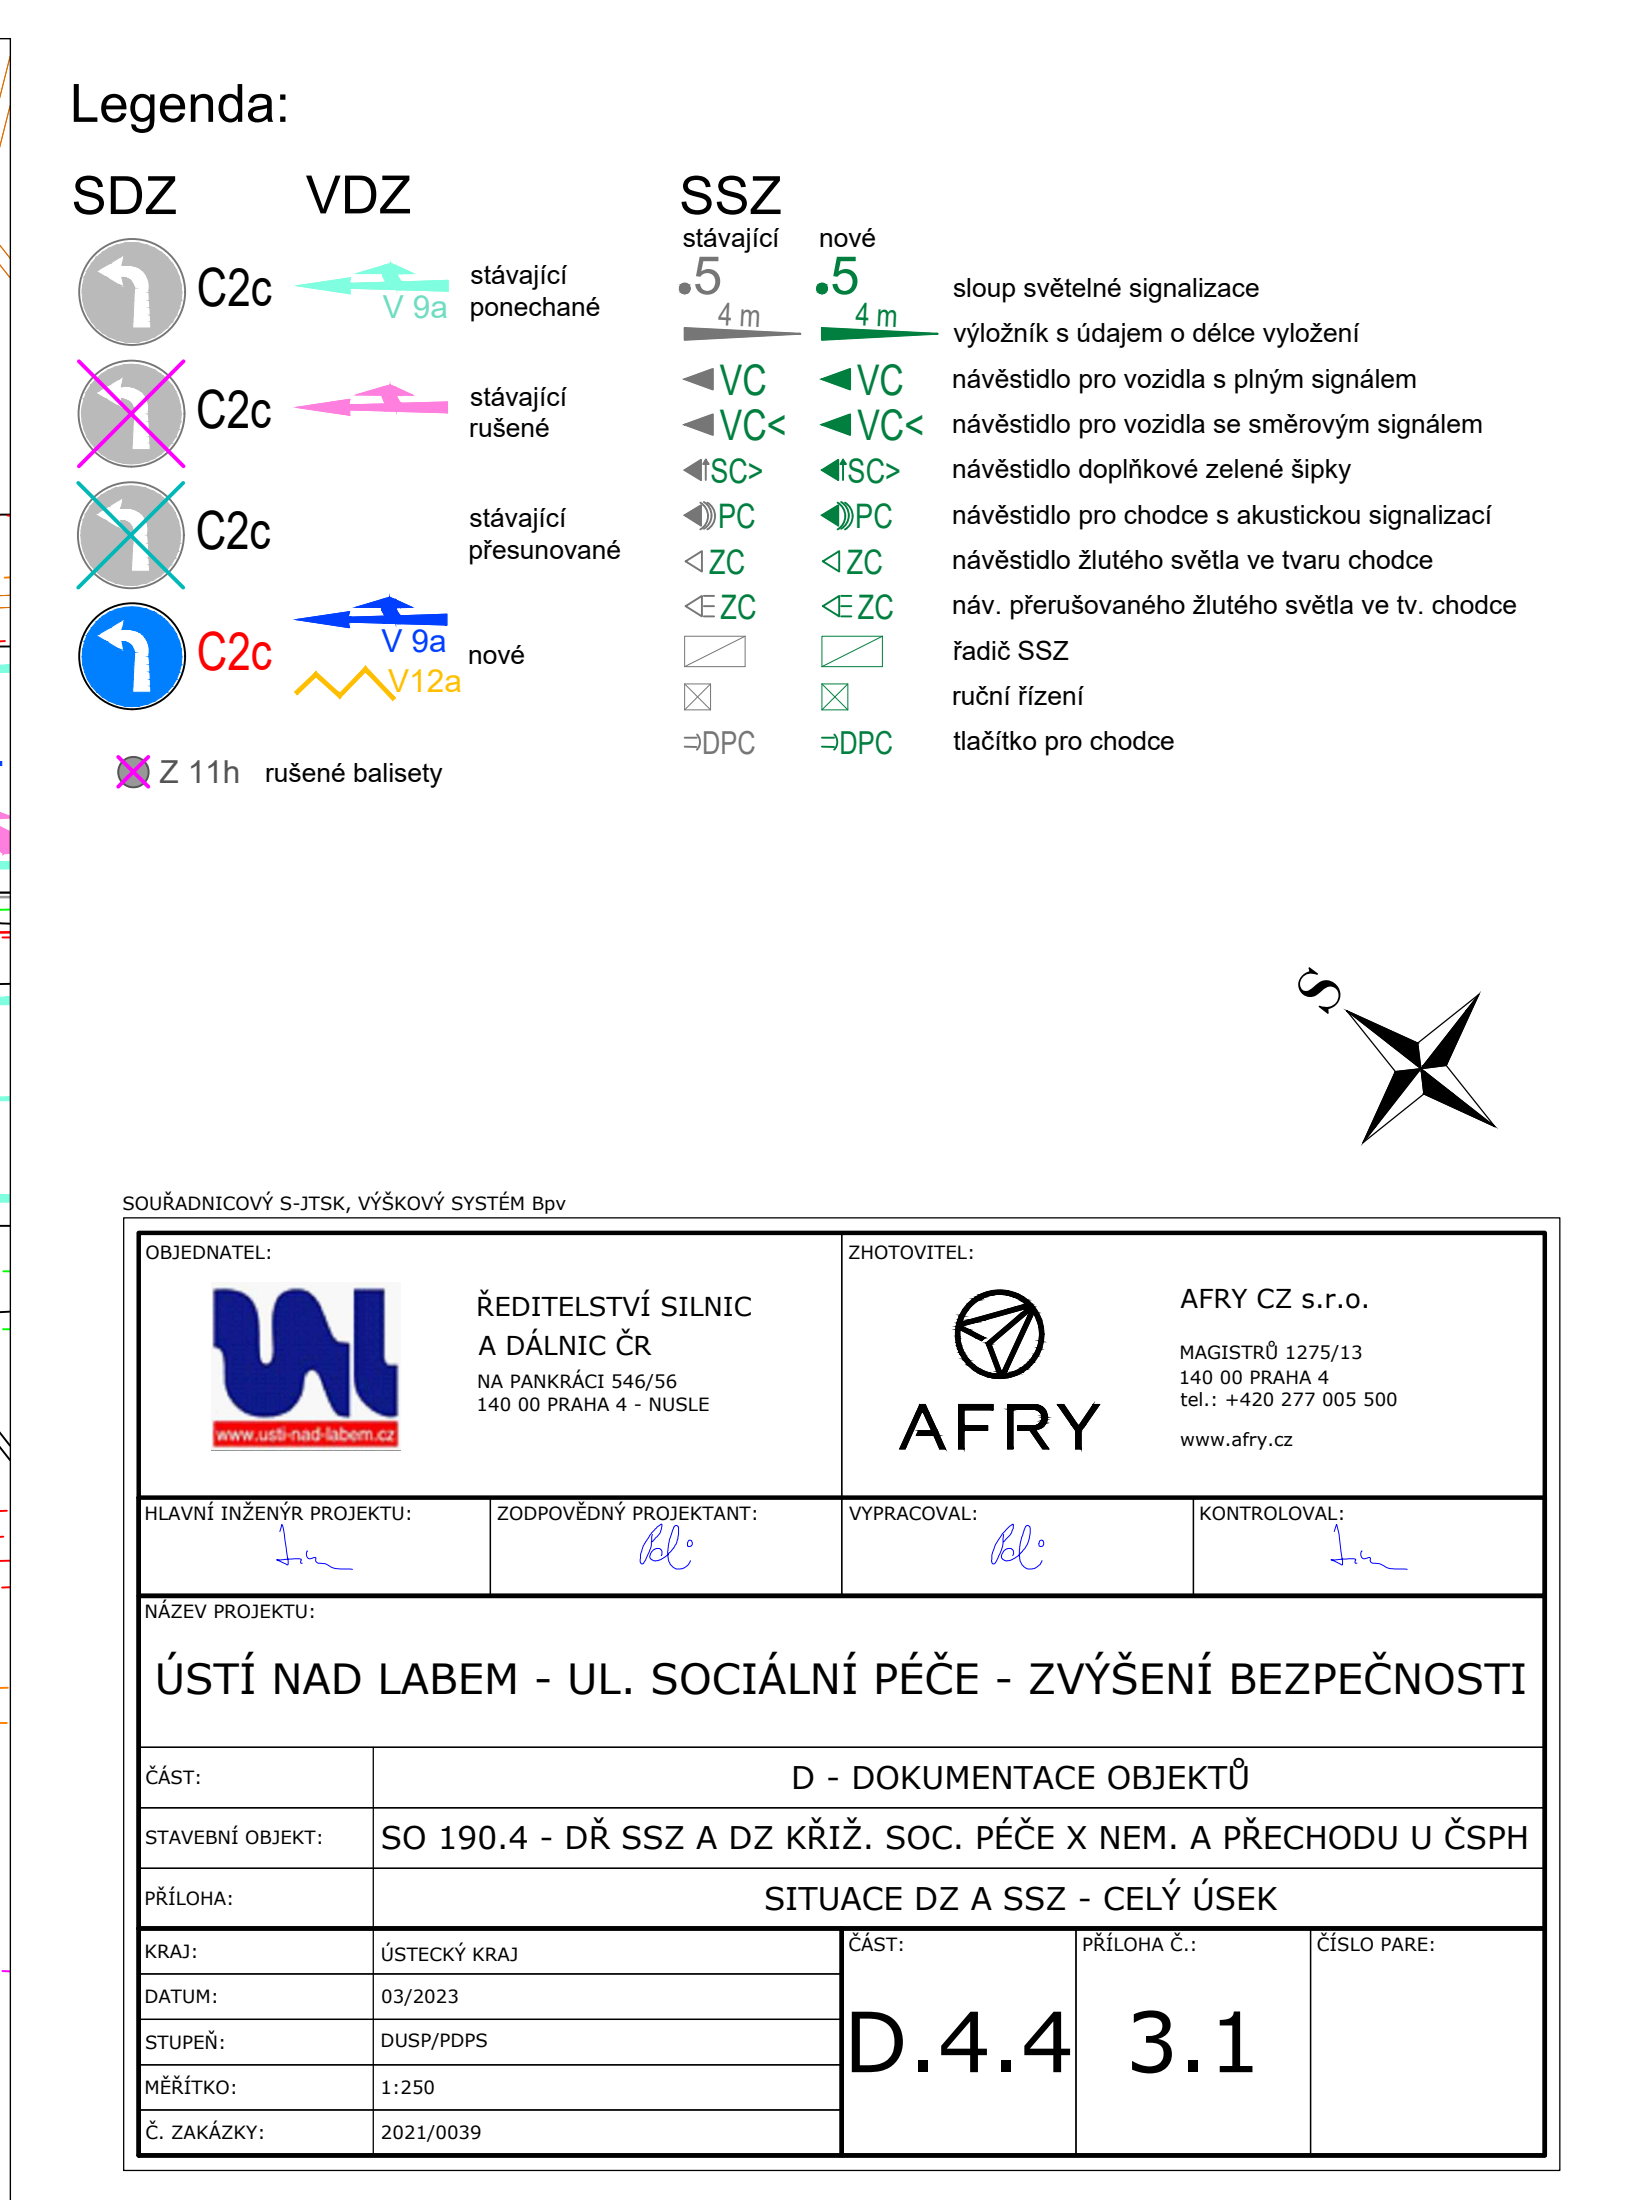 Legenda:
SDZ VDZ SSZ
stávající nové
C2c V 9a stávající ponechané
C2c stávající rušené
C2c stávající přesunované
C2c V 9a V12a nové
Z 11h rušené balisety
.5 .5 sloup světelné signalizace
4 m 4 m výložník s údajem o délce vyložení
VC VC návěstidlo pro vozidla s plným signálem
VC< VC< návěstidlo pro vozidla se směrovým signálem
SC> SC> návěstidlo doplňkové zelené šipky
PC PC návěstidlo pro chodce s akustickou signalizací
ZC ZC návěstidlo žlutého světla ve tvaru chodce
ZC ZC náv. přerušovaného žlutého světla ve tv. chodce
řadič SSZ
ruční řízení
DPC DPC tlačítko pro chodce
S
SOUŘADNICOVÝ S-JTSK, VÝŠKOVÝ SYSTÉM Bpv
OBJEDNATEL:
www.usti-nad-labem.cz
ŘEDITELSTVÍ SILNIC
A DÁLNIC ČR
NA PANKRÁCI 546/56
140 00 PRAHA 4 - NUSLE
ZHOTOVITEL:
AFRY
AFRY CZ s.r.o.
MAGISTRŮ 1275/13
140 00 PRAHA 4
tel.: +420 277 005 500
www.afry.cz
HLAVNÍ INŽENÝR PROJEKTU: ZODPOVĚDNÝ PROJEKTANT: VYPRACOVAL: KONTROLOVAL:
NÁZEV PROJEKTU:
ÚSTÍ NAD LABEM - UL. SOCIÁLNÍ PÉČE - ZVÝŠENÍ BEZPEČNOSTI
ČÁST: D - DOKUMENTACE OBJEKTŮ
STAVEBNÍ OBJEKT: SO 190.4 - DŘ SSZ A DZ KŘIŽ. SOC. PÉČE X NEM. A PŘECHODU U ČSPH
PŘÍLOHA: SITUACE DZ A SSZ - CELÝ ÚSEK
KRAJ: ÚSTECKÝ KRAJ
DATUM: 03/2023
STUPEŇ: DUSP/PDPS
MĚŘÍTKO: 1:250
Č. ZAKÁZKY: 2021/0039
ČÁST: PŘÍLOHA Č.: ČÍSLO PARE:
D.4.4 3.1